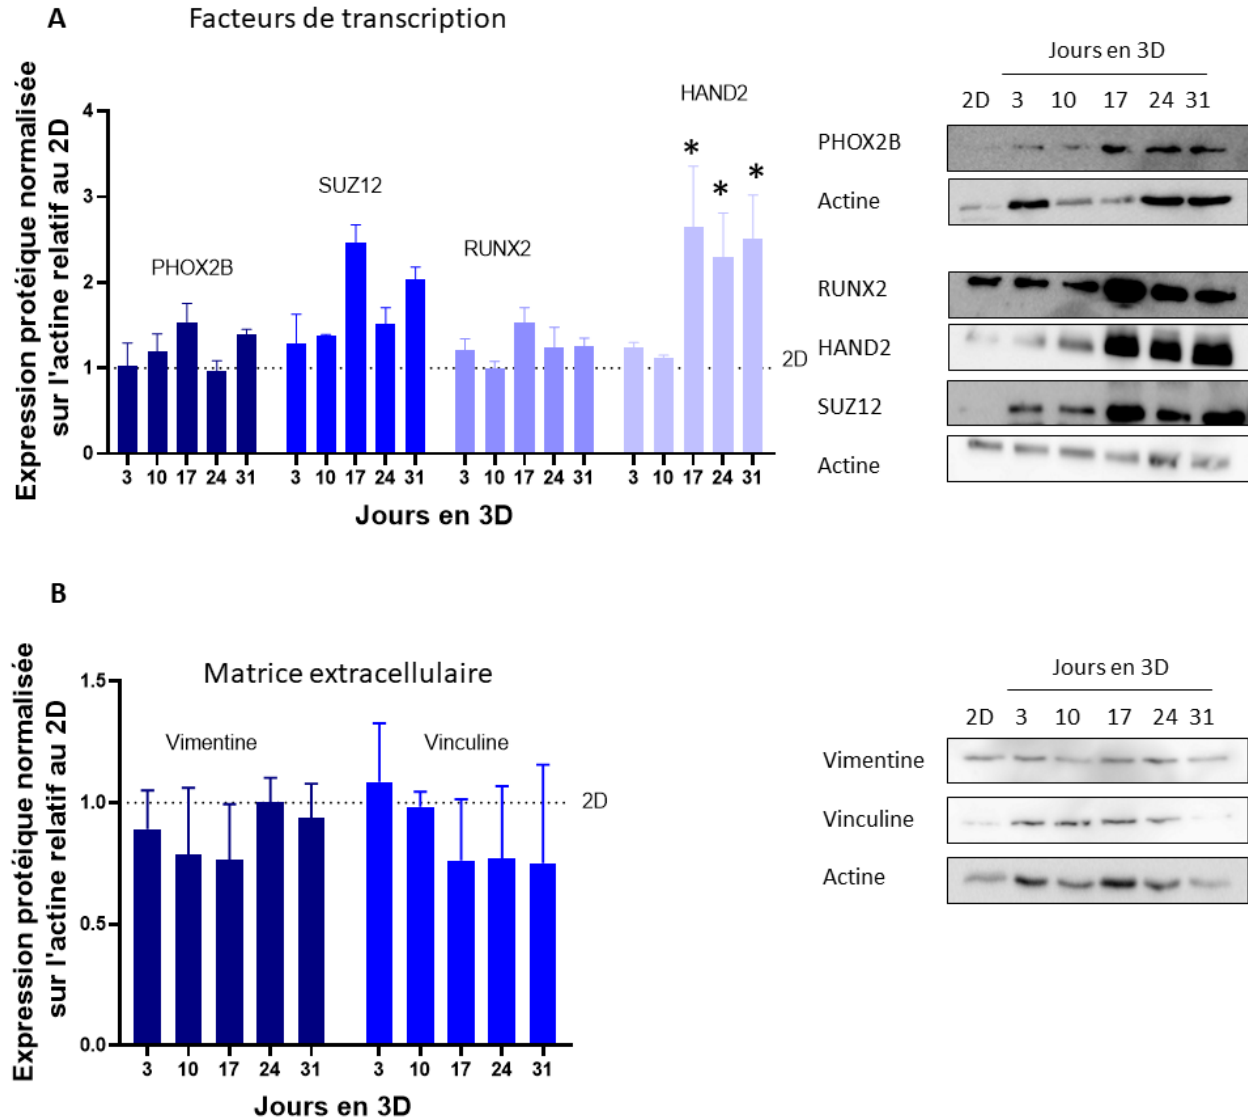 A
Facteurs de transcription
Expression protéique normalisée
sur l'actine relatif au 2D
4
3
2
1
0
PHOX2B
SUZ12
RUNX2
HAND2
*
*
*
2D
3 10 17 24 31 3 10 17 24 31 3 10 17 24 31 3 10 17 24 31
Jours en 3D
Jours en 3D
2D 3 10 17 24 31
PHOX2B
Actine
RUNX2
HAND2
SUZ12
Actine
B
Matrice extracellulaire
Expression protéique normalisée
sur l'actine relatif au 2D
1.5
1.0
0.5
0.0
Vimentine
Vinculine
2D
3 10 17 24 31 3 10 17 24 31
Jours en 3D
Jours en 3D
2D 3 10 17 24 31
Vimentine
Vinculine
Actine